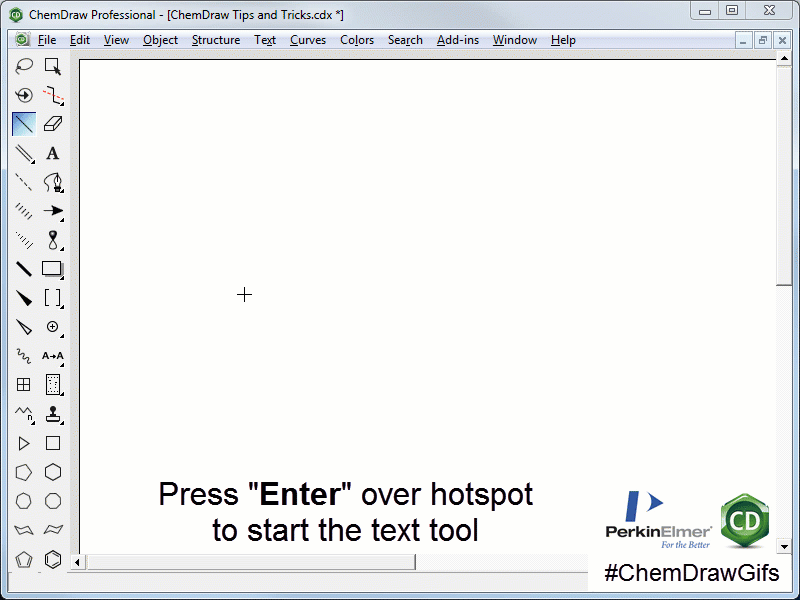 ChemDraw Professional - [ChemDraw Tips and Tricks.cdx *]
File Edit View Object Structure Text Curves Colors Search Add-ins Window Help
A
A→A
n
Press "Enter" over hotspot
to start the text tool
PerkinElmer®
For the Better
CD
#ChemDrawGifs